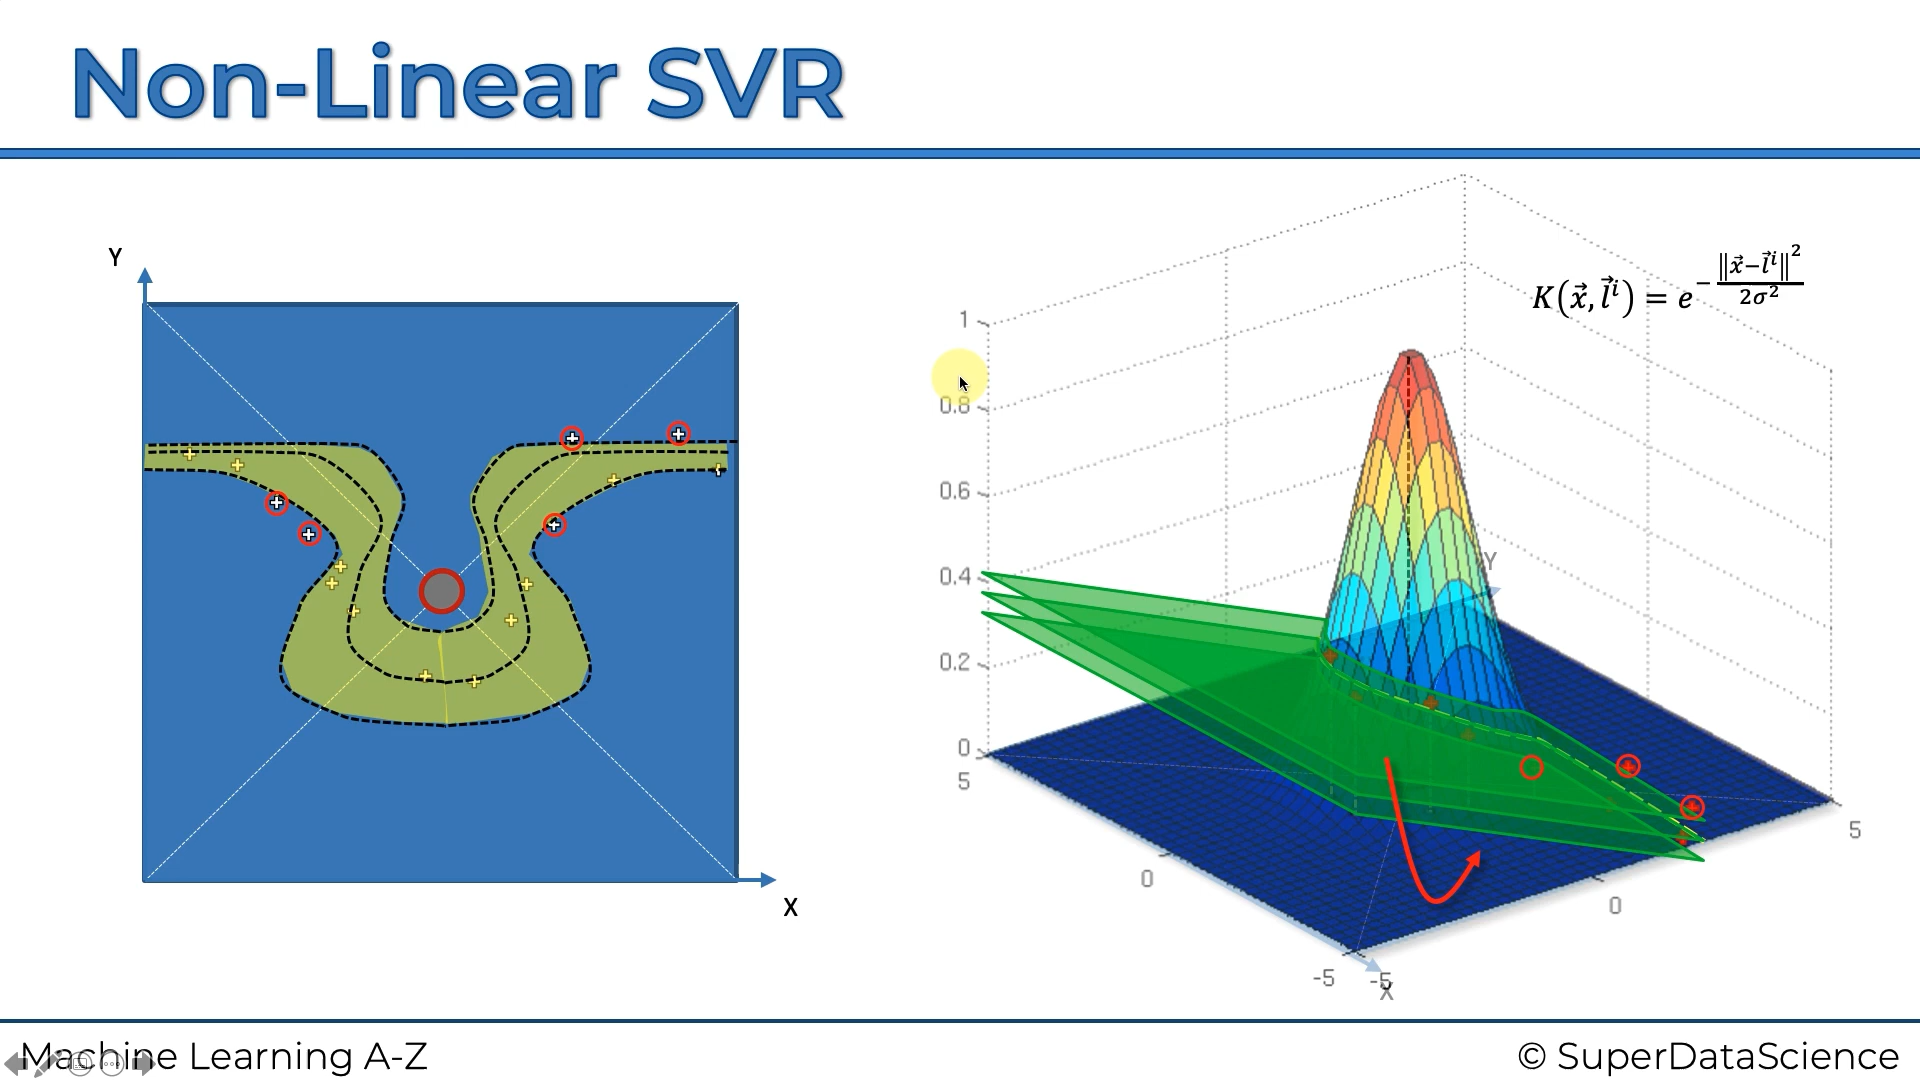 Non-Linear SVR
Y
X
K(x⃗, l⃗ⁱ) = e^(-‖x⃗-l⃗ⁱ‖²/2σ²)
1
0.8
0.6
0.4
0.2
0
5
0
-5
-5
0
5
Y
X
Machine Learning A-Z
© SuperDataScience